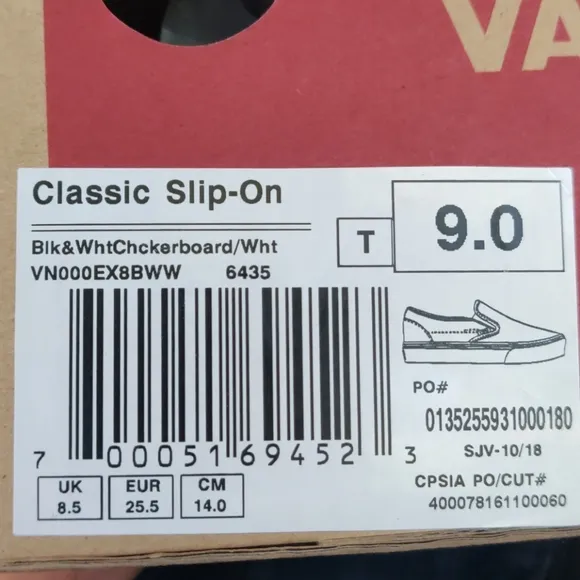 VA
Classic Slip-On
T
9.0
Blk&WhtChckerboard/Wht
VN000EX8BWW 6435
PO#
0135255931000180
SJV-10/18
7 00051 69452 3
CPSIA PO/CUT#
400078161100060
UK EUR CM
8.5 25.5 14.0